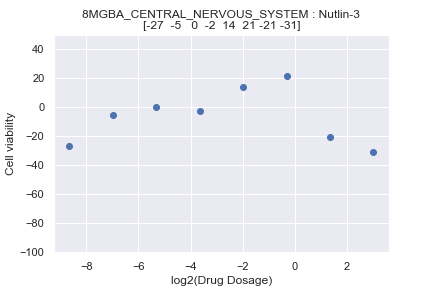 8MGBA_CENTRAL_NERVOUS_SYSTEM : Nutlin-3
[-27 -5 0 -2 14 21 -21 -31]
40
20
0
−20
−40
−60
−80
−100
Cell viability
−8 −6 −4 −2 0 2
log2(Drug Dosage)